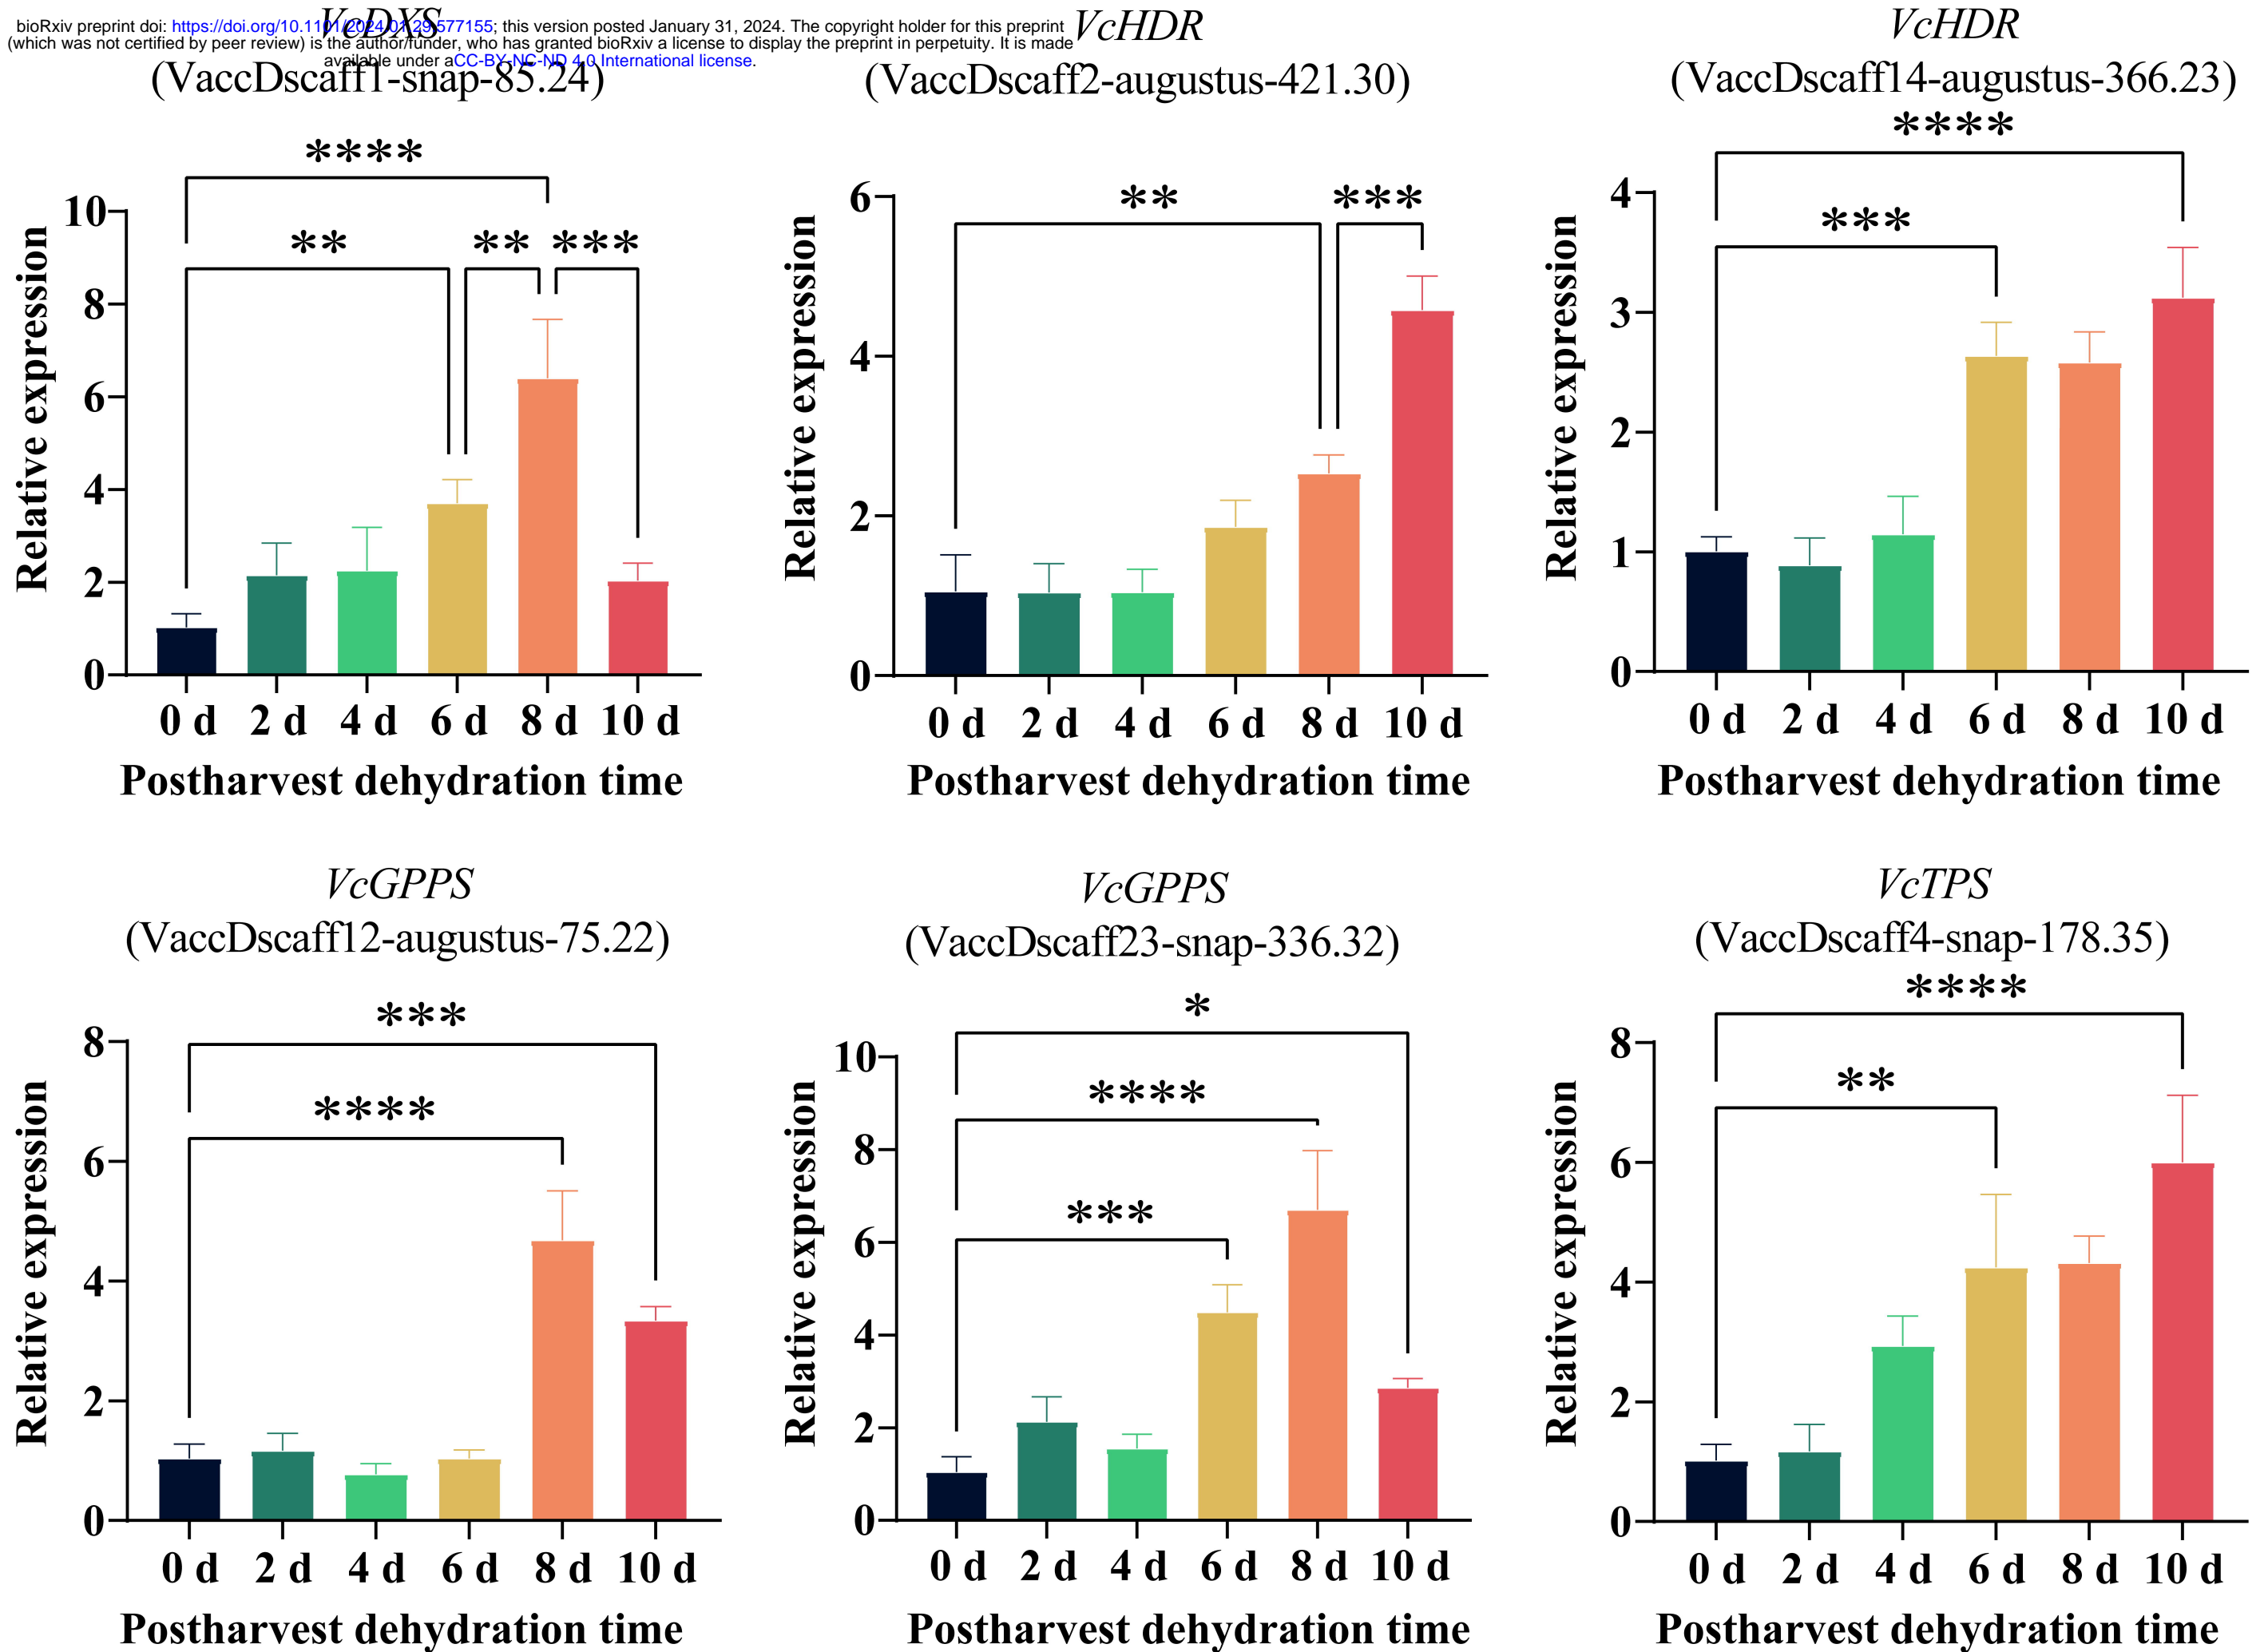 bioRxiv preprint doi: https://doi.org/10.1101/2024.01.29.577155; this version posted January 31, 2024. The copyright holder for this preprint
(which was not certified by peer review) is the author/funder, who has granted bioRxiv a license to display the preprint in perpetuity. It is made
available under aCC-BY-NC-ND 4.0 International license.
VcDXS
(VaccDscaff1-snap-85.24)
****
** ** ***
Relative expression
10
8
6
4
2
0
0 d 2 d 4 d 6 d 8 d 10 d
Postharvest dehydration time
VcHDR
(VaccDscaff2-augustus-421.30)
** ***
Relative expression
6
4
2
0
0 d 2 d 4 d 6 d 8 d 10 d
Postharvest dehydration time
VcHDR
(VaccDscaff14-augustus-366.23)
****
***
Relative expression
4
3
2
1
0
0 d 2 d 4 d 6 d 8 d 10 d
Postharvest dehydration time
VcGPPS
(VaccDscaff12-augustus-75.22)
***
****
Relative expression
8
6
4
2
0
0 d 2 d 4 d 6 d 8 d 10 d
Postharvest dehydration time
VcGPPS
(VaccDscaff23-snap-336.32)
*
****
***
Relative expression
10
8
6
4
2
0
0 d 2 d 4 d 6 d 8 d 10 d
Postharvest dehydration time
VcTPS
(VaccDscaff4-snap-178.35)
****
**
Relative expression
8
6
4
2
0
0 d 2 d 4 d 6 d 8 d 10 d
Postharvest dehydration time